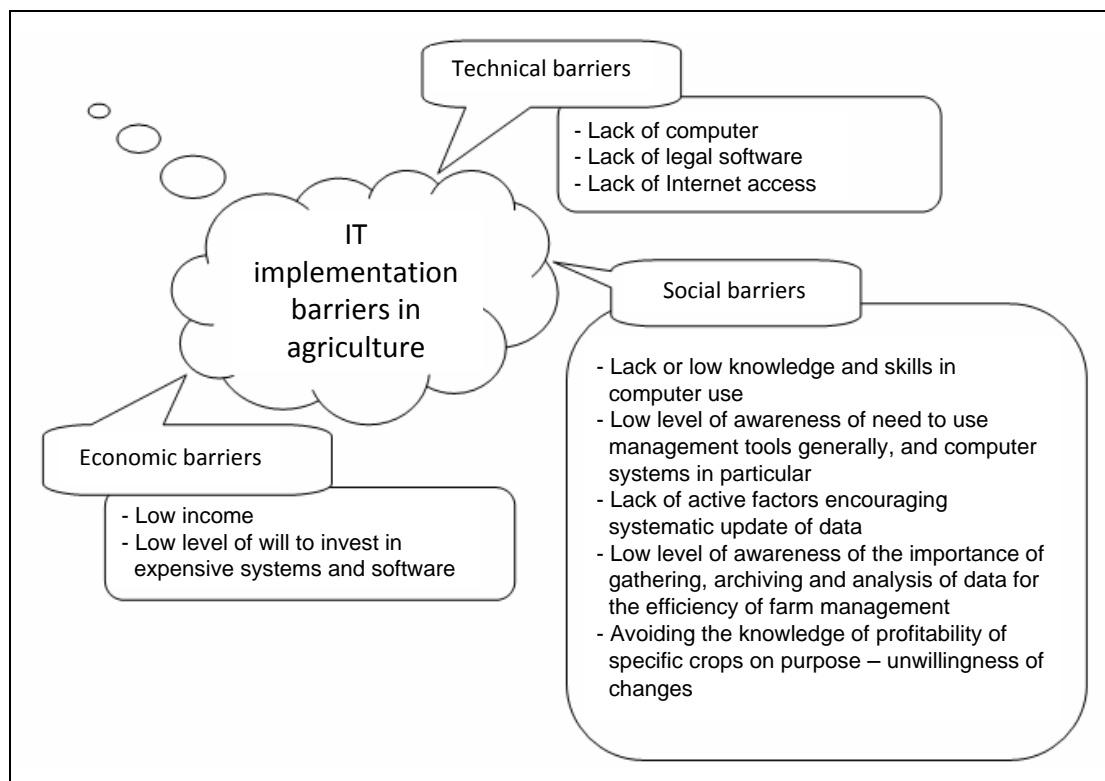 Technical barriers
- Lack of computer
- Lack of legal software
- Lack of Internet access
IT
implementation
barriers in
agriculture
Social barriers
- Lack or low knowledge and skills in
computer use
- Low level of awareness of need to use
management tools generally, and computer
systems in particular
- Lack of active factors encouraging
systematic update of data
- Low level of awareness of the importance of
gathering, archiving and analysis of data for
the efficiency of farm management
- Avoiding the knowledge of profitability of
specific crops on purpose – unwillingness of
changes
Economic barriers
- Low income
- Low level of will to invest in
expensive systems and software